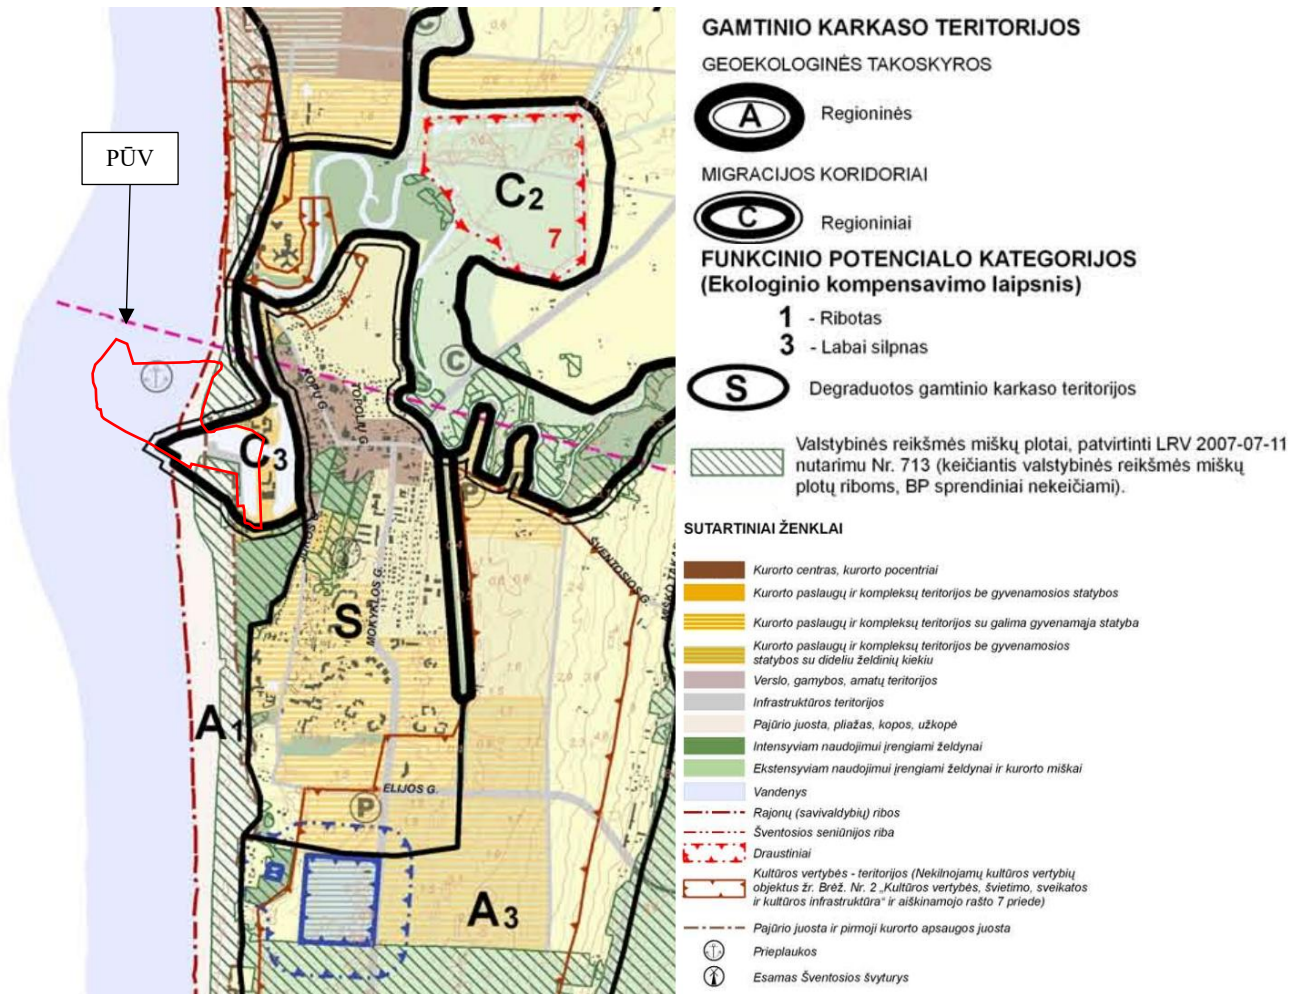 PŪV
C
C₂
7
C
KOPŲ G.
TOPOLIŲ G.
C₃
P
S
MOKYKLOS G.
ŠVENTOSIOS G.
MIŠKO TAKAS
A₁
ELIJOS G.
P
A₃
GAMTINIO KARKASO TERITORIJOS
GEOEKOLOGINĖS TAKOSKYROS
A
Regioninės
MIGRACIJOS KORIDORIAI
C
Regioniniai
FUNKCINIO POTENCIALO KATEGORIJOS
(Ekologinio kompensavimo laipsnis)
1 - Ribotas
3 - Labai silpnas
S
Degraduotos gamtinio karkaso teritorijos
Valstybinės reikšmės miškų plotai, patvirtinti LRV 2007-07-11
nutarimu Nr. 713 (keičiantis valstybinės reikšmės miškų
plotų riboms, BP sprendiniai nekeičiami).
SUTARTINIAI ŽENKLAI
Kurorto centras, kurorto pocentriai
Kurorto paslaugų ir kompleksų teritorijos be gyvenamosios statybos
Kurorto paslaugų ir kompleksų teritorijos su galima gyvenamąja statyba
Kurorto paslaugų ir kompleksų teritorijos be gyvenamosios
statybos su dideliu želdinių kiekiu
Verslo, gamybos, amatų teritorijos
Infrastruktūros teritorijos
Pajūrio juosta, pliažas, kopos, užkopė
Intensyviam naudojimui įrengiami želdynai
Ekstensyviam naudojimui įrengiami želdynai ir kurorto miškai
Vandenys
Rajonų (savivaldybių) ribos
Šventosios seniūnijos riba
Draustiniai
Kultūros vertybės - teritorijos (Nekilnojamų kultūros vertybių
objektus žr. Brėž. Nr. 2 „Kultūros vertybės, švietimo, sveikatos
ir kultūros infrastruktūra“ ir aiškinamojo rašto 7 priede)
Pajūrio juosta ir pirmoji kurorto apsaugos juosta
Prieplaukos
Esamas Šventosios švyturys